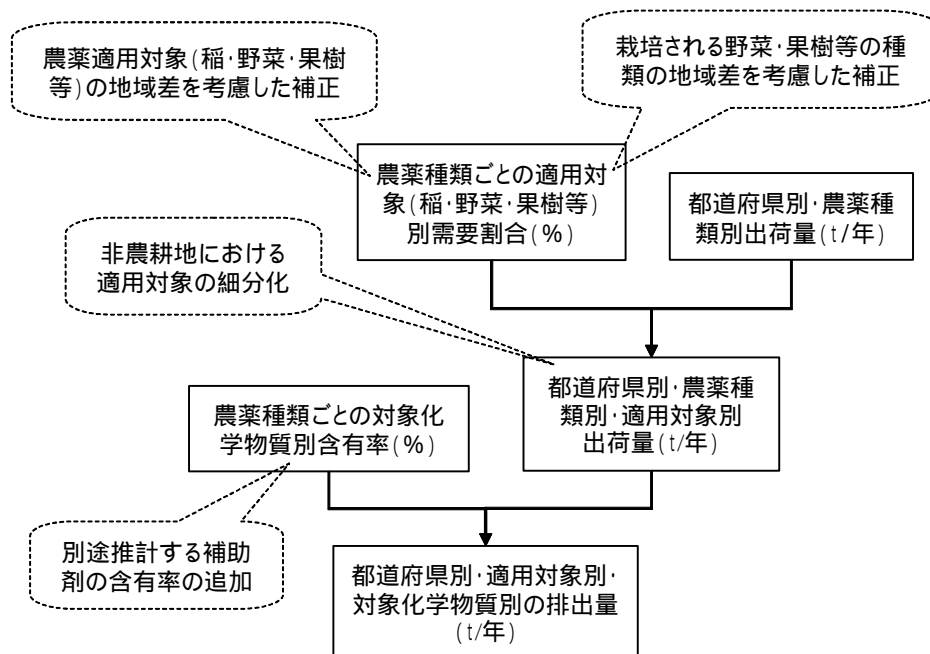 農薬適用対象(稲・野菜・果樹
等)の地域差を考慮した補正
栽培される野菜・果樹等の種
類の地域差を考慮した補正
農薬種類ごとの適用対
象(稲・野菜・果樹等)
別需要割合(%)
都道府県別・農薬種
類別出荷量(t/年)
非農耕地における
適用対象の細分化
都道府県別・農薬種
類別・適用対象別
出荷量(t/年)
農薬種類ごとの対象化
学物質別含有率(%)
別途推計する補助
剤の含有率の追加
都道府県別・適用対象別・
対象化学物質別の排出量
(t/年)